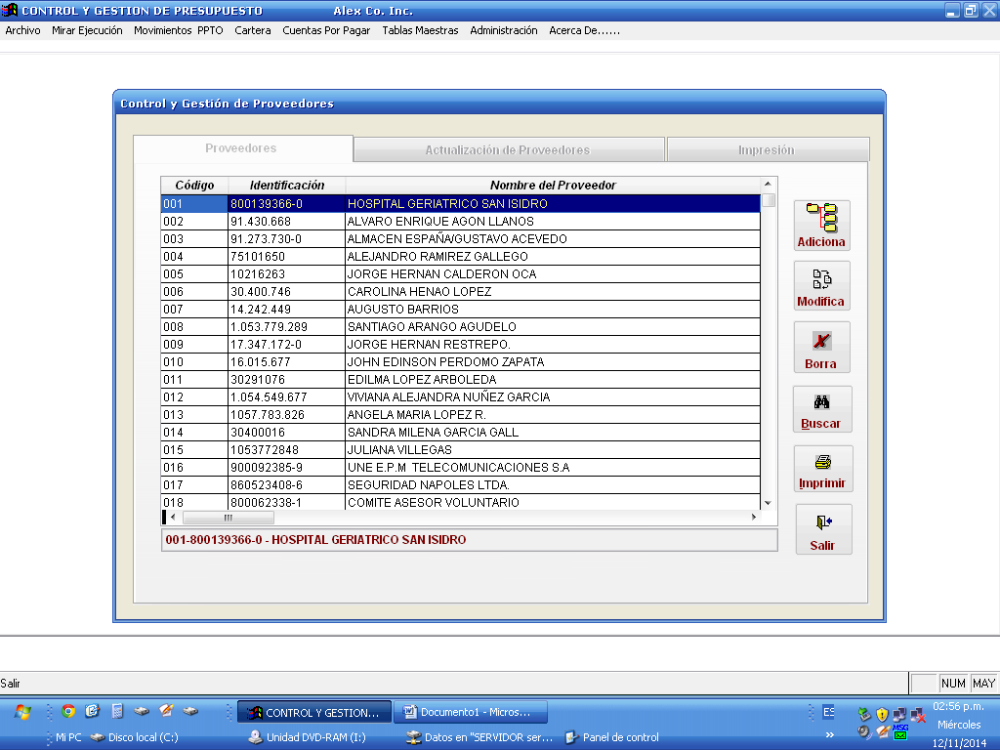 CONTROL Y GESTION DE PRESUPUESTO Alex Co. Inc.
Archivo Mirar Ejecución Movimientos PPTO Cartera Cuentas Por Pagar Tablas Maestras Administración Acerca De......
Control y Gestión de Proveedores
Proveedores Actualización de Proveedores Impresión
Código Identificación Nombre del Proveedor
001 800139366-0 HOSPITAL GERIATRICO SAN ISIDRO
002 91.430.668 ALVARO ENRIQUE AGON LLANOS
003 91.273.730-0 ALMACEN ESPAÑA/GUSTAVO ACEVEDO
004 75101650 ALEJANDRO RAMIREZ GALLEGO
005 10216263 JORGE HERNAN CALDERON OCA
006 30.400.746 CAROLINA HENAO LOPEZ
007 14.242.449 AUGUSTO BARRIOS
008 1.053.779.289 SANTIAGO ARANGO AGUDELO
009 17.347.172-0 JORGE HERNAN RESTREPO.
010 16.015.677 JOHN EDINSON PERDOMO ZAPATA
011 30291076 EDILMA LOPEZ ARBOLEDA
012 1.054.549.677 VIVIANA ALEJANDRA NUÑEZ GARCIA
013 1057.783.826 ANGELA MARIA LOPEZ R.
014 30400016 SANDRA MILENA GARCIA GALL
015 1053772848 JULIANA VILLEGAS
016 900092385-9 UNE E.P.M TELECOMUNICACIONES S.A
017 860523408-6 SEGURIDAD NAPOLES LTDA.
018 800062338-1 COMITE ASESOR VOLUNTARIO
001-800139366-0 - HOSPITAL GERIATRICO SAN ISIDRO
Adiciona
Modifica
Borra
Buscar
Imprimir
Salir
Salir NUM MAY
CONTROL Y GESTION... Documento1 - Micros... ES 02:56 p.m.
Miércoles
MSG
Mi PC Disco local (C:) Unidad DVD-RAM (I:) Datos en "SERVIDOR ser... Panel de control » 12/11/2014